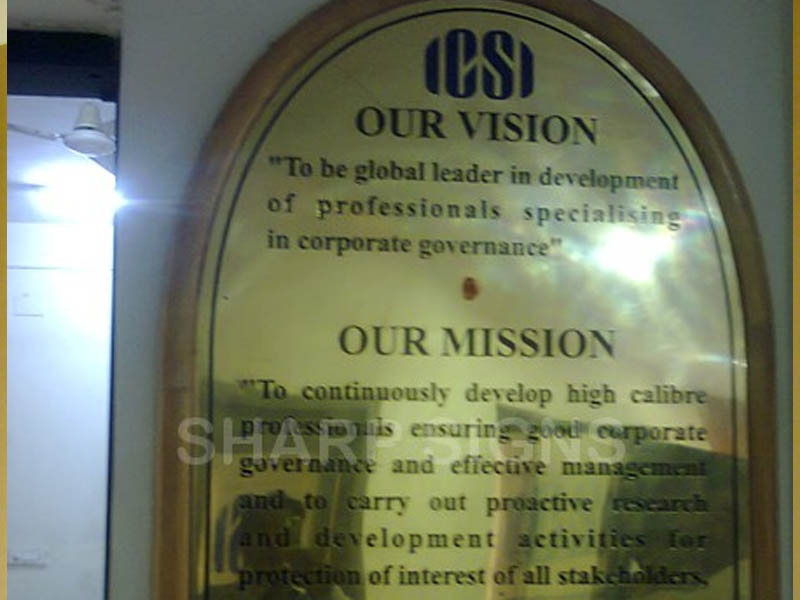 ICSI
OUR VISION
"To be global leader in development
of professionals specialising
in corporate governance"
OUR MISSION
"To continuously develop high calibre
professionals ensuring good corporate
governance and effective management
and to carry out proactive research
and development activities for
protection of interest of all stakeholders,
SHARP SIGNS